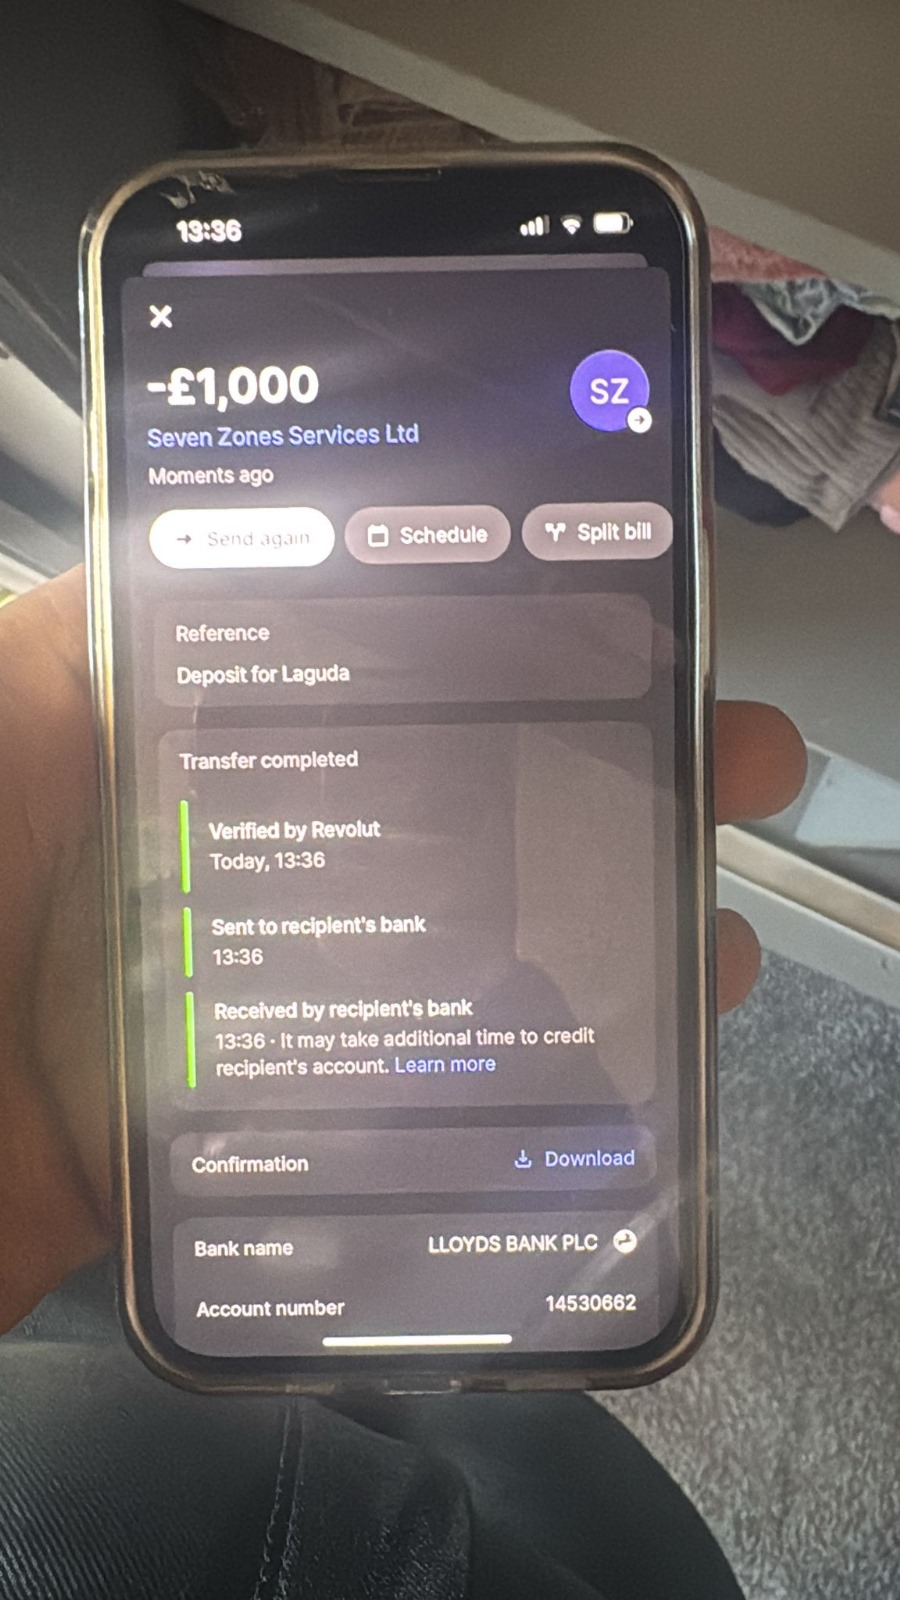 13:36
-£1,000
SZ
Seven Zones Services Ltd
Moments ago
Send again
Schedule
Split bill
Reference
Deposit for Laguda
Transfer completed
Verified by Revolut
Today, 13:36
Sent to recipient's bank
13:36
Received by recipient's bank
13:36 · It may take additional time to credit
recipient's account. Learn more
Confirmation
Download
Bank name
LLOYDS BANK PLC
Account number
14530662